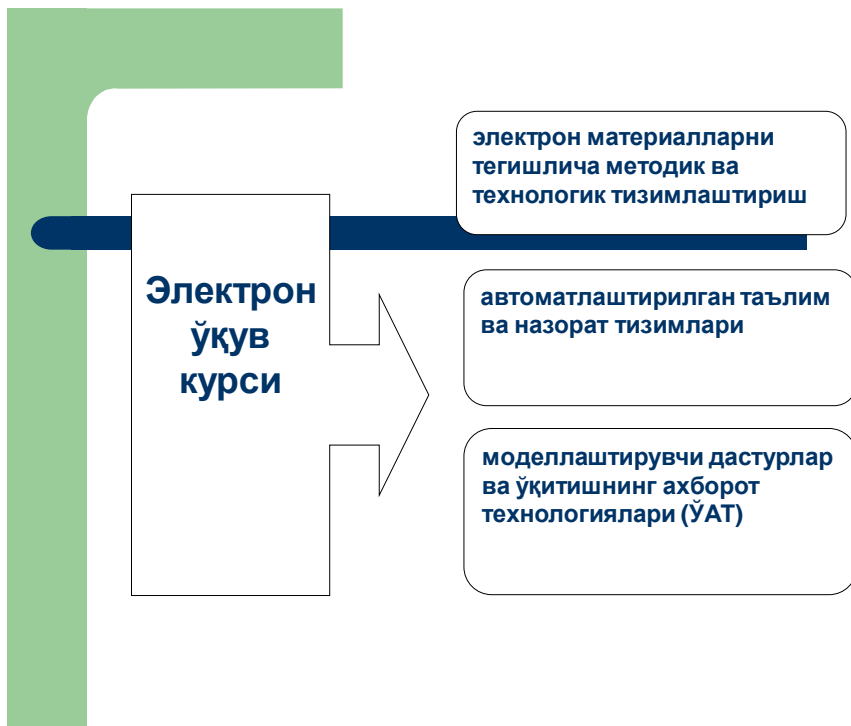 Электрон
ўқув
курси
электрон материалларни
тегишлича методик ва
технологик тизимлаштириш
автоматлаштирилган таълим
ва назорат тизимлари
моделлаштирувчи дастурлар
ва ўқитишнинг ахборот
технологиялари (ЎАТ)